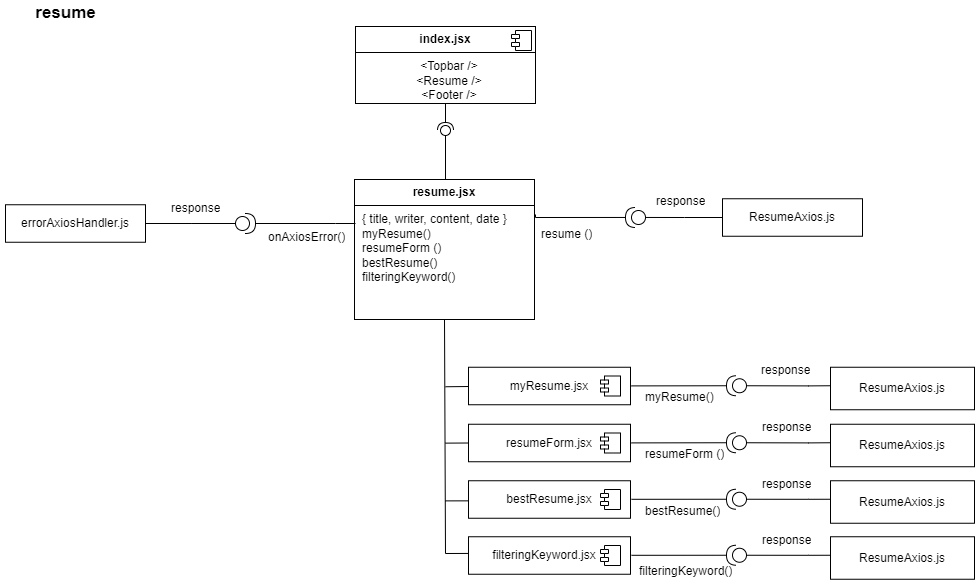 resume
index.jsx
<Topbar />
<Resume />
<Footer />
resume.jsx
{ title, writer, content, date }
myResume()
resumeForm ()
bestResume()
filteringKeyword()
errorAxiosHandler.js
response
onAxiosError()
resume ()
response
ResumeAxios.js
myResume.jsx
myResume()
response
ResumeAxios.js
resumeForm.jsx
resumeForm ()
response
ResumeAxios.js
bestResume.jsx
bestResume()
response
ResumeAxios.js
filteringKeyword.jsx
filteringKeyword()
response
ResumeAxios.js